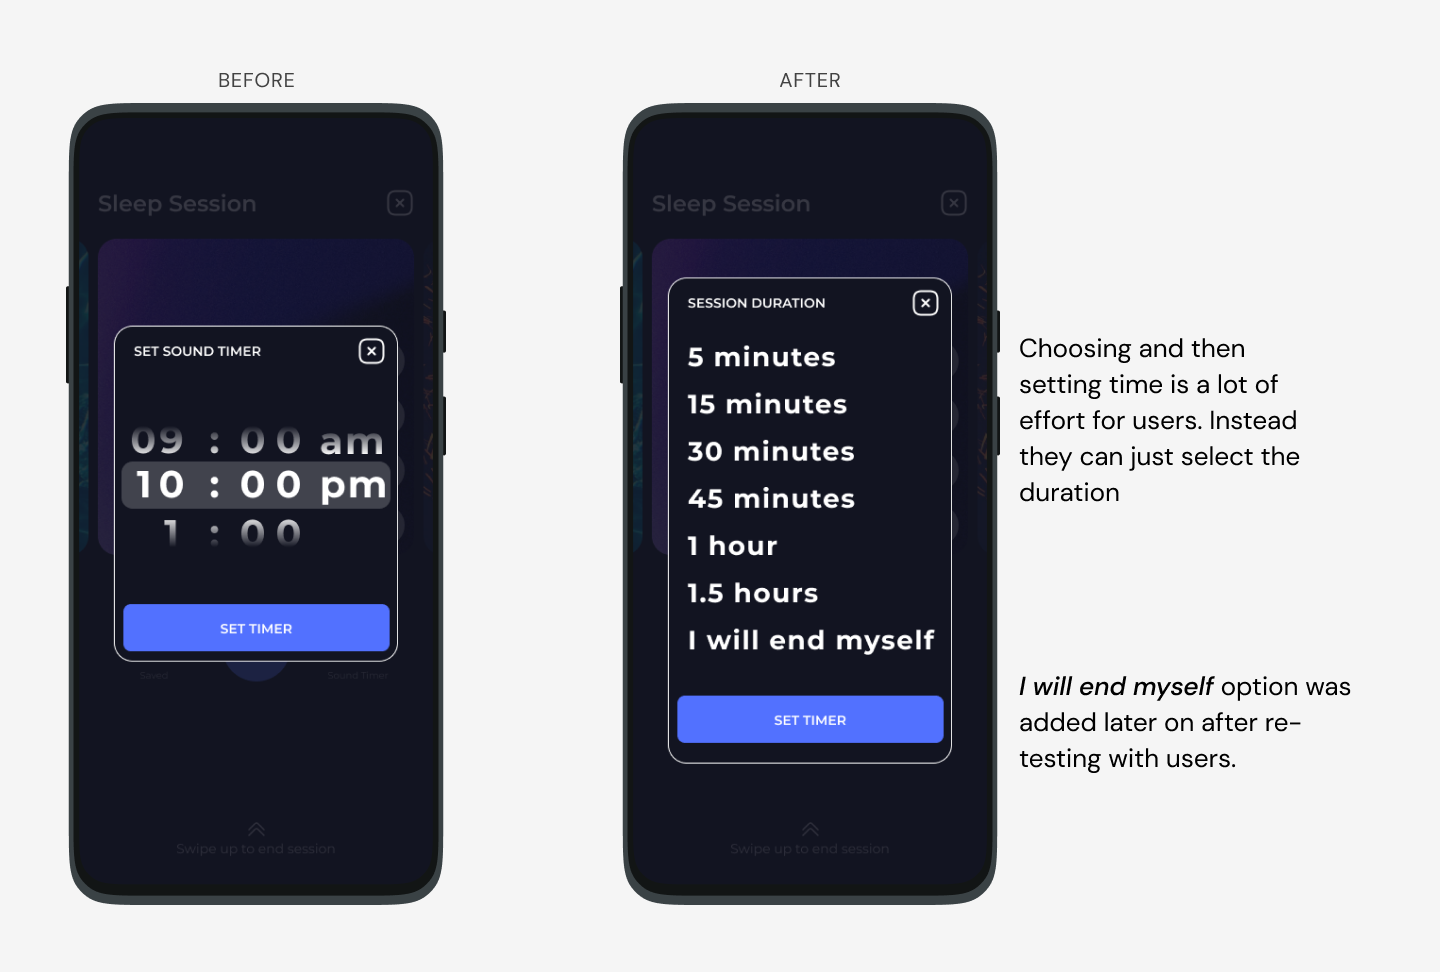 BEFORE
Sleep Session
SET SOUND TIMER
09 : 00 am
10 : 00 pm
1 : 00
SET TIMER
Saved
Sound Timer
Swipe up to end session
AFTER
Sleep Session
SESSION DURATION
5 minutes
15 minutes
30 minutes
45 minutes
1 hour
1.5 hours
I will end myself
SET TIMER
Swipe up to end session
Choosing and then
setting time is a lot of
effort for users. Instead
they can just select the
duration
I will end myself option was
added later on after re-
testing with users.